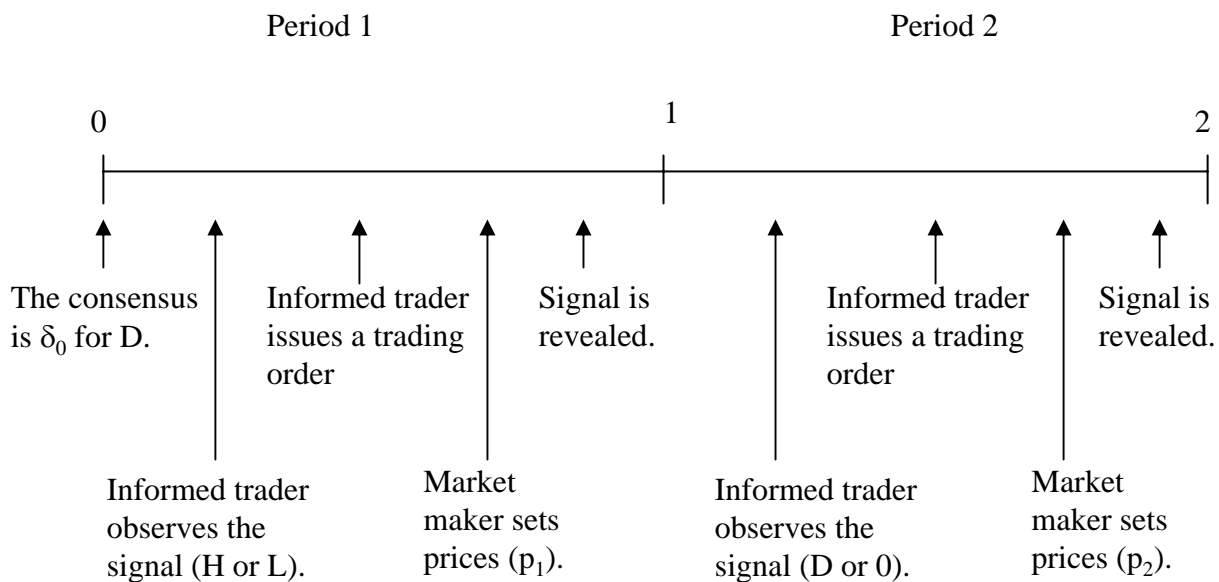 Period 1
Period 2
0
1
2
The consensus
is δ₀ for D.
Informed trader
issues a trading
order
Signal is
revealed.
Informed trader
issues a trading
order
Signal is
revealed.
Informed trader
observes the
signal (H or L).
Market
maker sets
prices (p₁).
Informed trader
observes the
signal (D or 0).
Market
maker sets
prices (p₂).